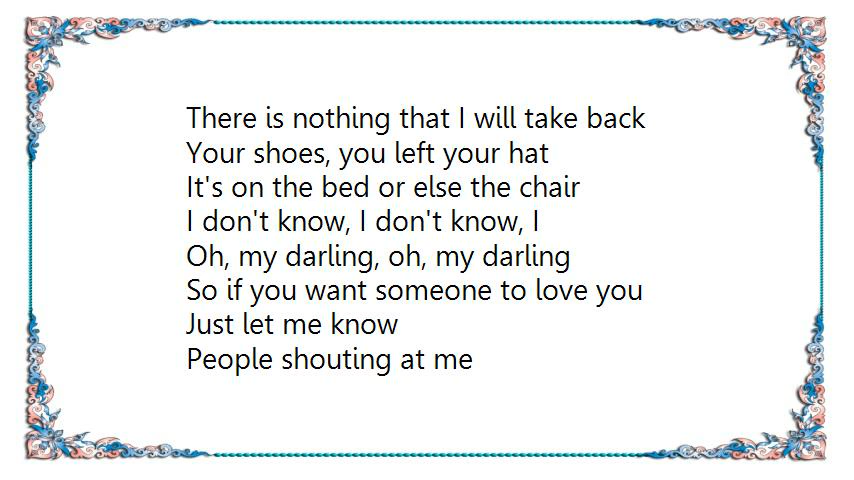 There is nothing that I will take back
Your shoes, you left your hat
It's on the bed or else the chair
I don't know, I don't know, I
Oh, my darling, oh, my darling
So if you want someone to love you
Just let me know
People shouting at me